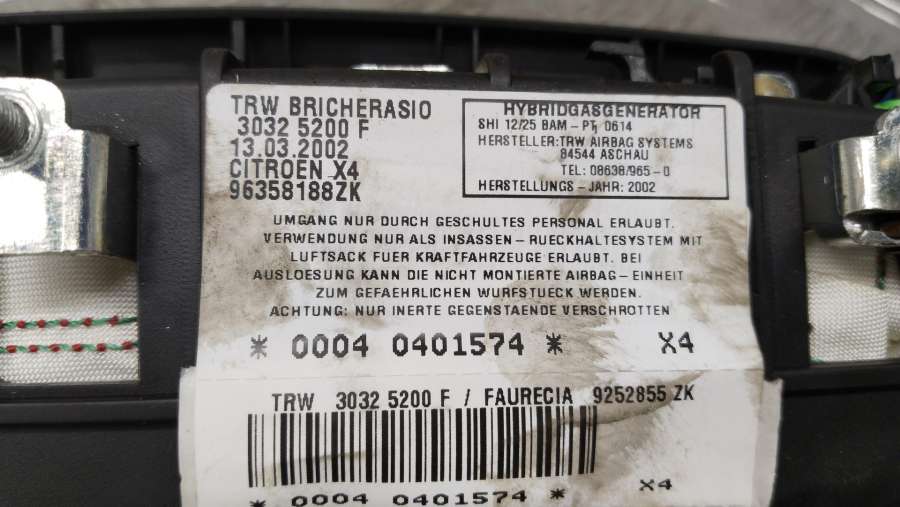 TRW BRICHERASIO
3032 5200 F
13.03.2002
CITROEN X4
96358188ZK
HYBRIDGASGENERATOR
SHI 12/25 BAM - PT, 0614
HERSTELLER: TRW AIRBAG SYSTEMS
84544 ASCHAU
TEL: 08638/965-0
HERSTELLUNGS - JAHR: 2002
UMGANG NUR DURCH GESCHULTES PERSONAL ERLAUBT.
VERWENDUNG NUR ALS INSASSEN - RUECKHALTESYSTEM MIT
LUFTSACK FUER KRAFTFAHRZEUGE ERLAUBT. BEI
AUSLOESUNG KANN DIE NICHT MONTIERTE AIRBAG - EINHEIT
ZUM GEFAEHRLICHEN WURFSTUECK WERDEN.
ACHTUNG: NUR INERTE GEGENSTAENDE VERSCHROTTEN
* 0004 0401574 * X4
TRW 3032 5200 F / FAURECIA 9252855 ZK
* 0004 0401574 * X4